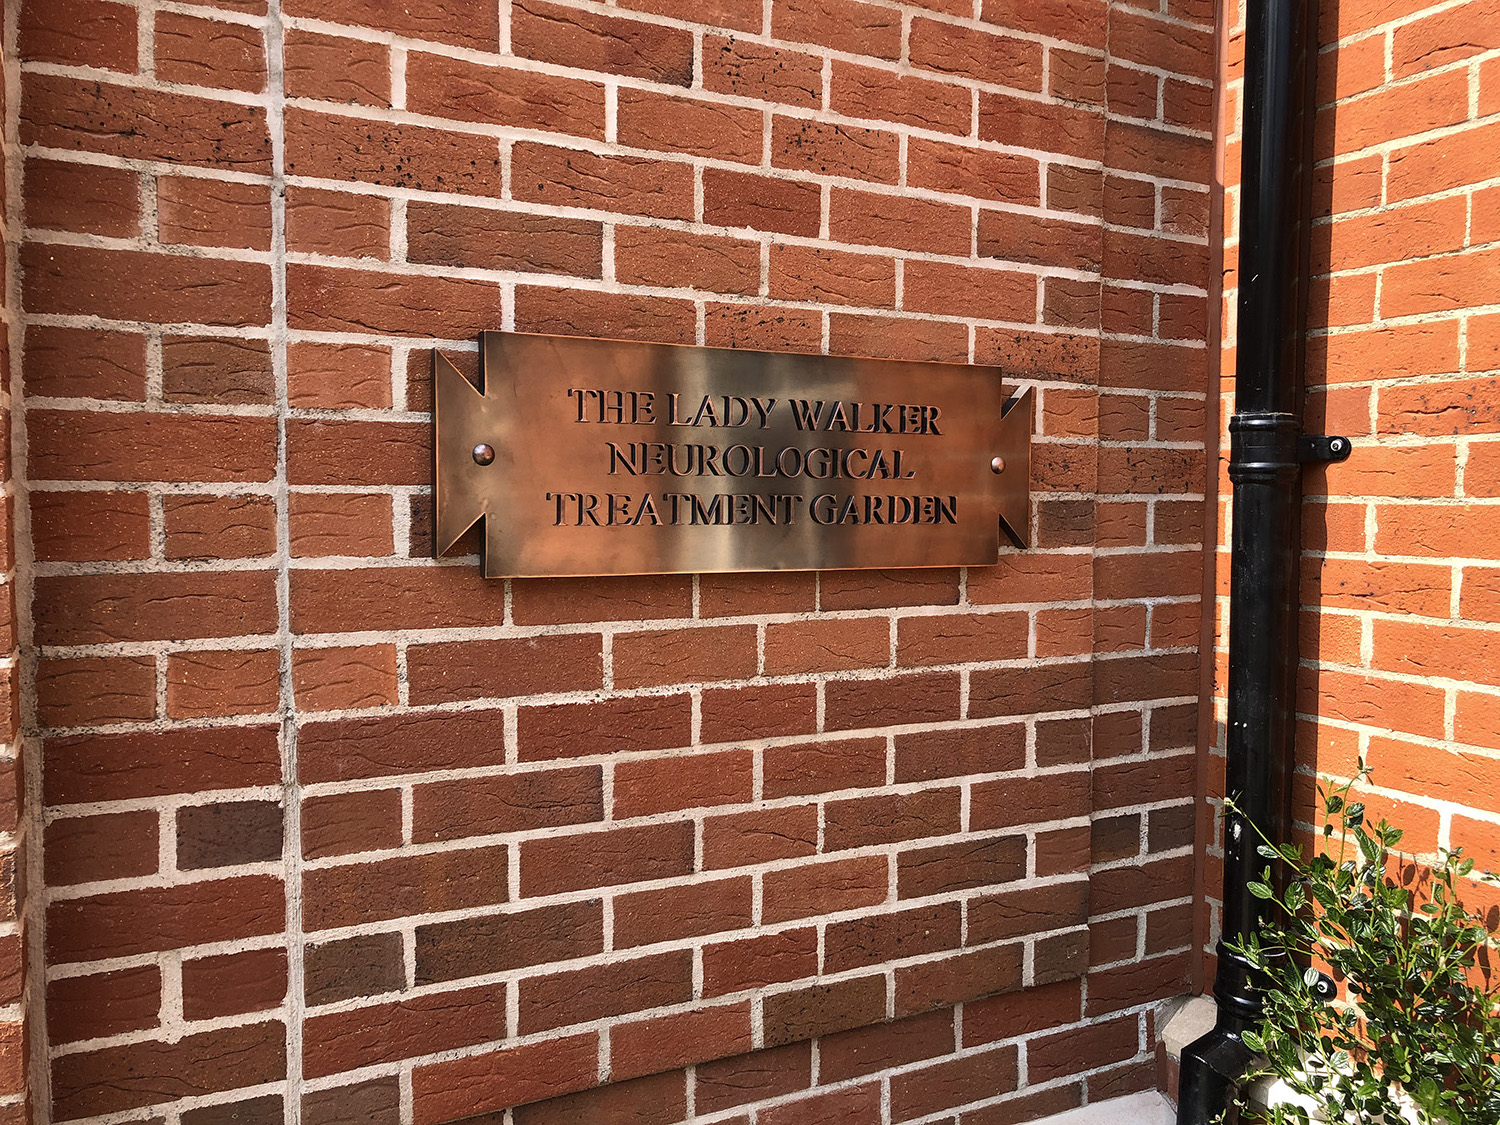 THE LADY WALKER
NEUROLOGICAL
TREATMENT GARDEN